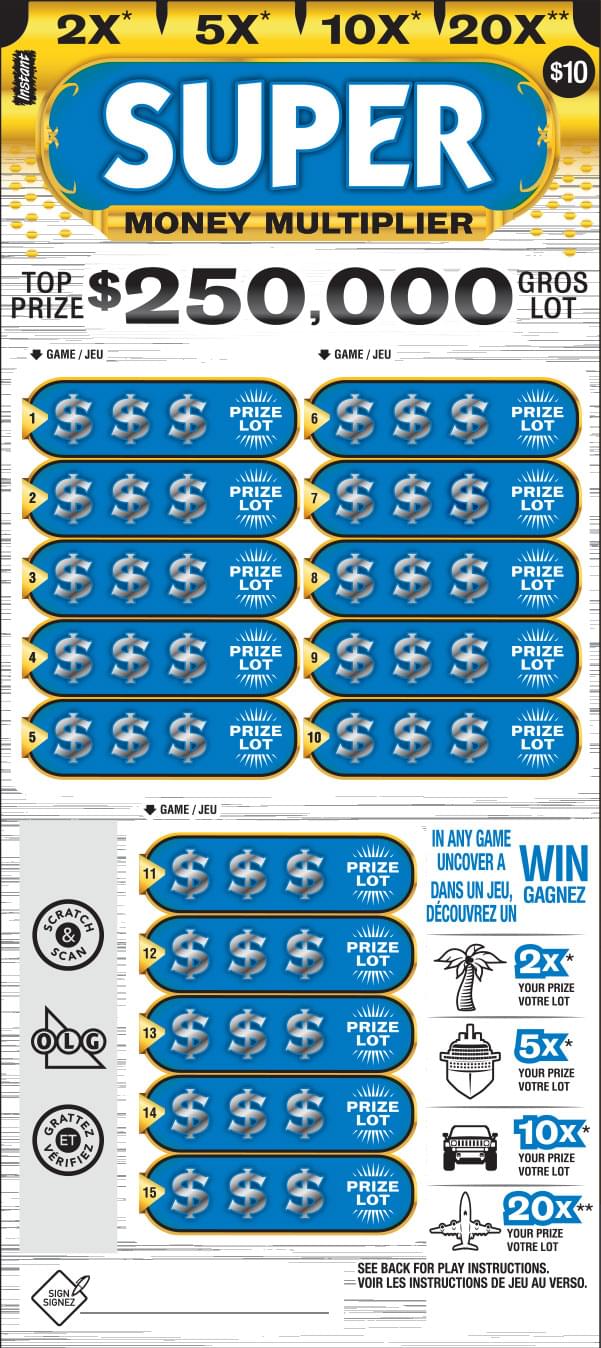 2X* 5X* 10X* 20X**
Instant
$10
SUPER
MONEY MULTIPLIER
TOP PRIZE $250,000 GROS LOT
GAME / JEU
GAME / JEU
1 $ $ $ PRIZE LOT
6 $ $ $ PRIZE LOT
2 $ $ $ PRIZE LOT
7 $ $ $ PRIZE LOT
3 $ $ $ PRIZE LOT
8 $ $ $ PRIZE LOT
4 $ $ $ PRIZE LOT
9 $ $ $ PRIZE LOT
5 $ $ $ PRIZE LOT
10 $ $ $ PRIZE LOT
GAME / JEU
11 $ $ $ PRIZE LOT
12 $ $ $ PRIZE LOT
13 $ $ $ PRIZE LOT
14 $ $ $ PRIZE LOT
15 $ $ $ PRIZE LOT
SCRATCH & SCAN
OLG
GRATTEZ ET VÉRIFIEZ
IN ANY GAME
UNCOVER A
WIN
DANS UN JEU,
DÉCOUVREZ UN
GAGNEZ
2X*
YOUR PRIZE
VOTRE LOT
5X*
YOUR PRIZE
VOTRE LOT
10X*
YOUR PRIZE
VOTRE LOT
20X**
YOUR PRIZE
VOTRE LOT
SEE BACK FOR PLAY INSTRUCTIONS.
VOIR LES INSTRUCTIONS DE JEU AU VERSO.
SIGN
SIGNEZ